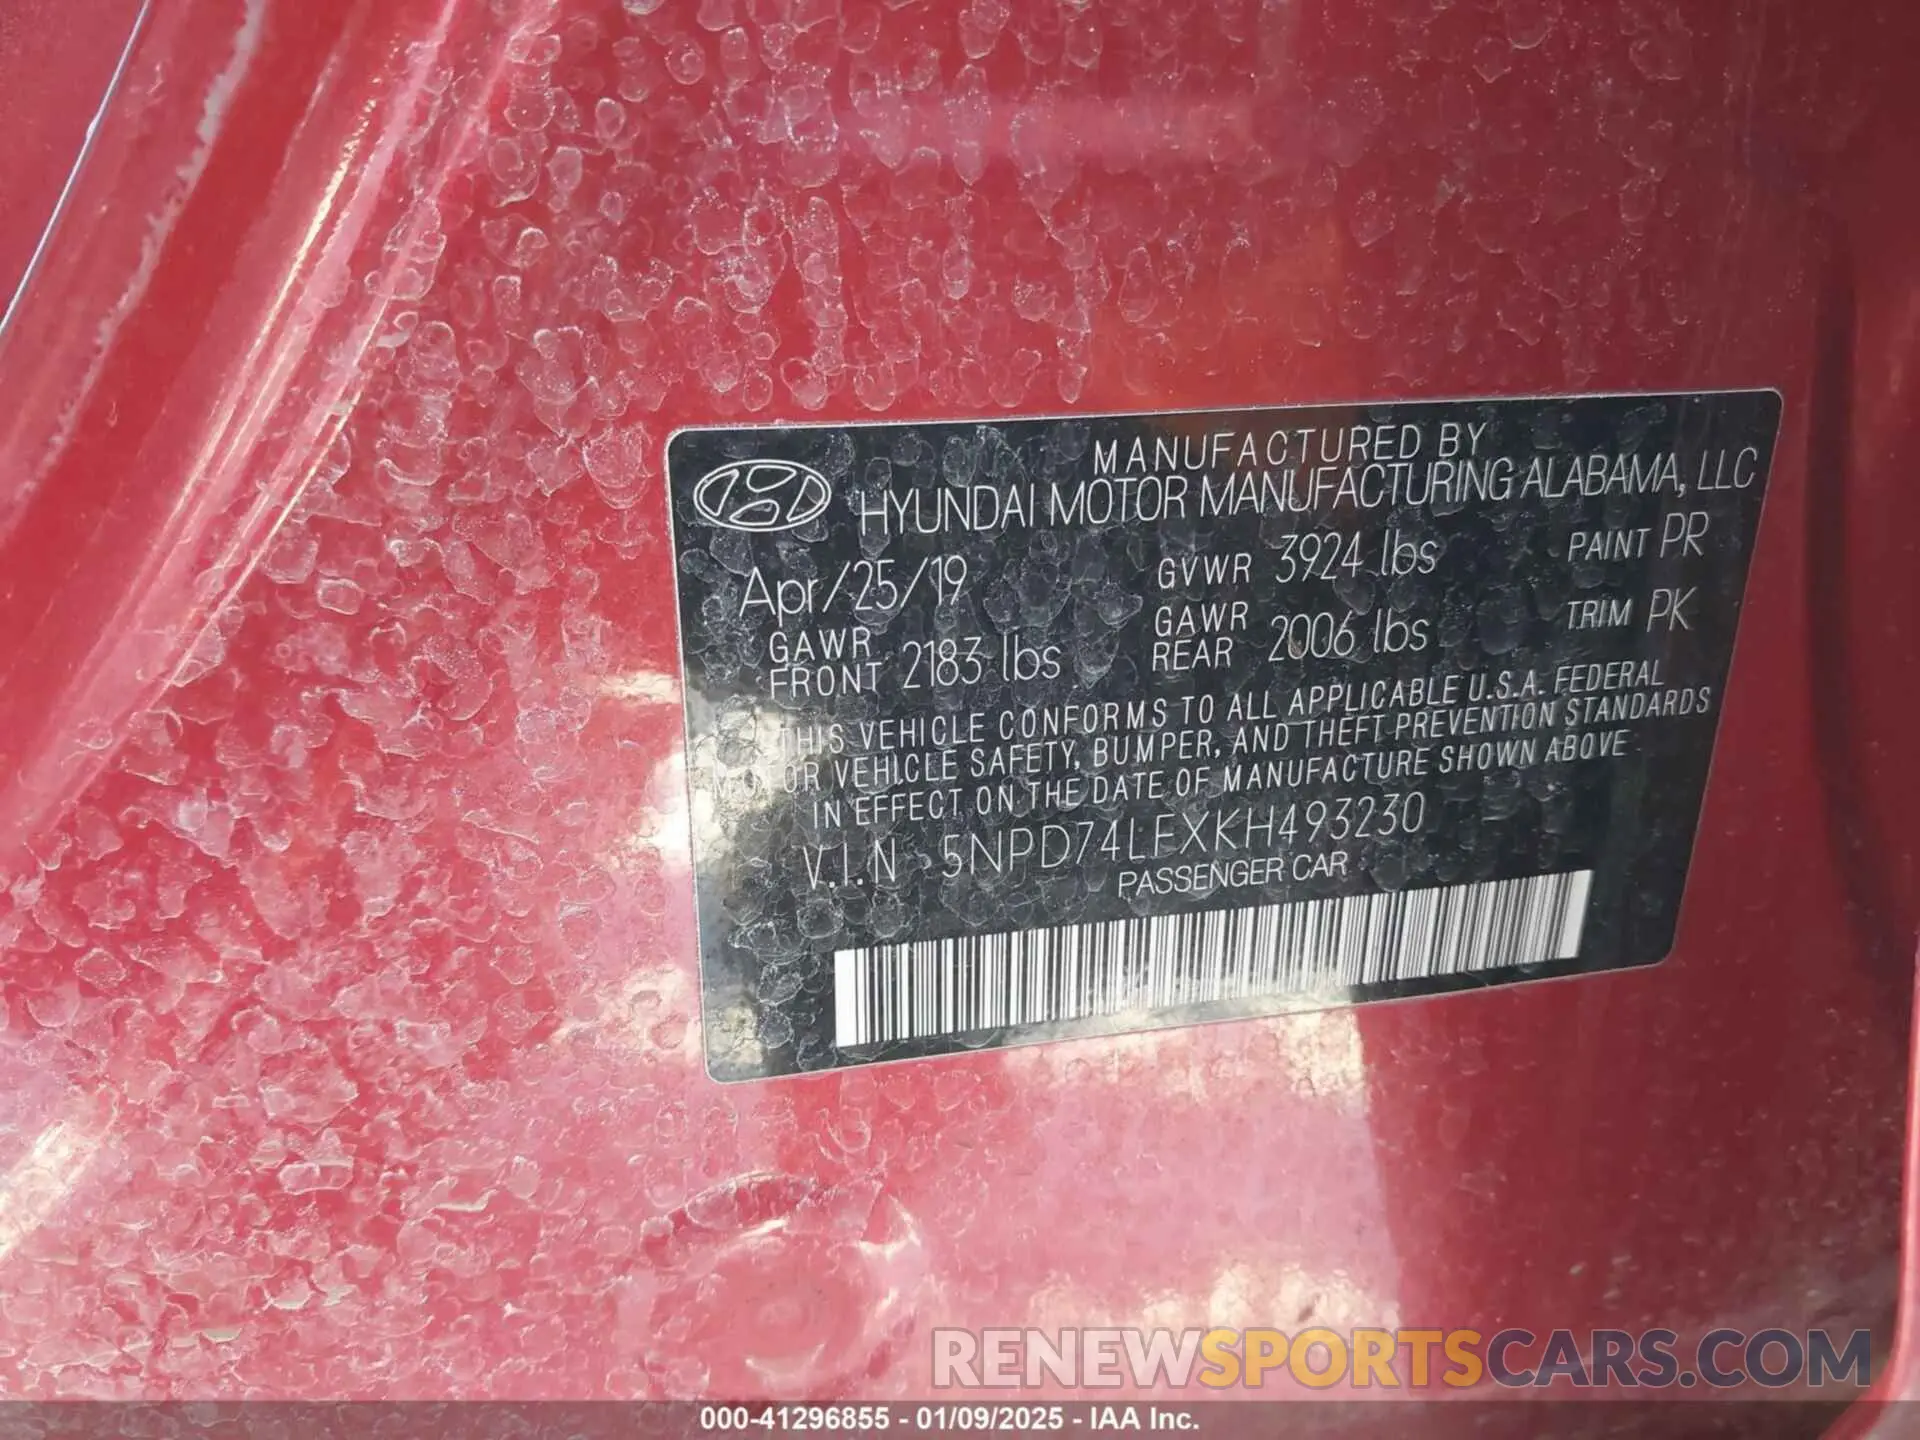 MANUFACTURED BY
HYUNDAI MOTOR MANUFACTURING ALABAMA, LLC
Apr/25/19 GVWR 3924 lbs PAINT PR
GAWR FRONT 2183 lbs GAWR REAR 2006 lbs TRIM PK
THIS VEHICLE CONFORMS TO ALL APPLICABLE U.S.A. FEDERAL
MOTOR VEHICLE SAFETY, BUMPER, AND THEFT PREVENTION STANDARDS
IN EFFECT ON THE DATE OF MANUFACTURE SHOWN ABOVE
V.I.N 5NPD74LFXKH493230
PASSENGER CAR
RENEWSPORTSCARS.COM
000-41296855 - 01/09/2025 - IAA Inc.